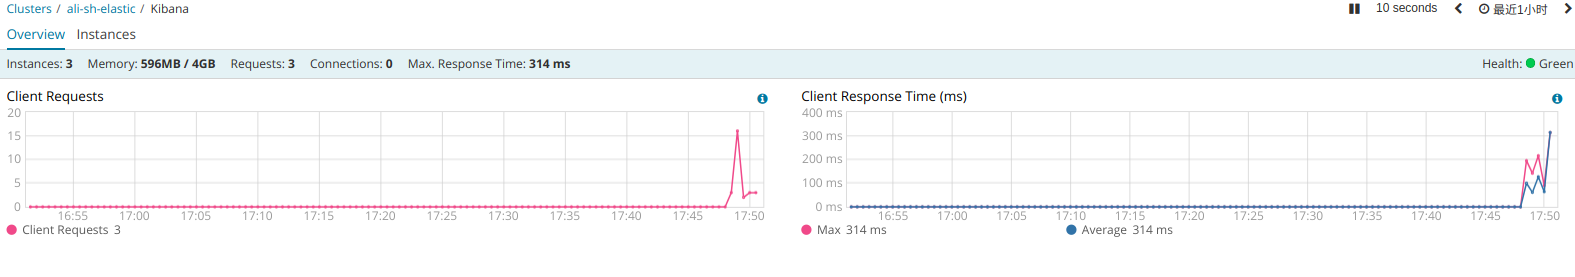 Clusters / ali-sh-elastic / Kibana
10 seconds 最近1小时
Overview Instances
Instances: 3 Memory: 596MB / 4GB Requests: 3 Connections: 0 Max. Response Time: 314 ms Health: Green
Client Requests
20
15
10
5
0
16:55 17:00 17:05 17:10 17:15 17:20 17:25 17:30 17:35 17:40 17:45 17:50
Client Requests 3
Client Response Time (ms)
400 ms
300 ms
200 ms
100 ms
0 ms
16:55 17:00 17:05 17:10 17:15 17:20 17:25 17:30 17:35 17:40 17:45 17:50
Max 314 ms Average 314 ms